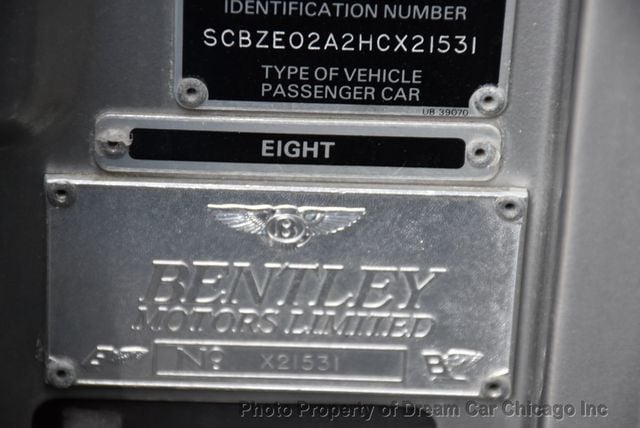 IDENTIFICATION NUMBER
SCBZE02A2HCX21531
TYPE OF VEHICLE
PASSENGER CAR
UB 39070
EIGHT
B
BENTLEY
MOTORS LIMITED
No X21531
B
Photo Property of Dream Car Chicago Inc